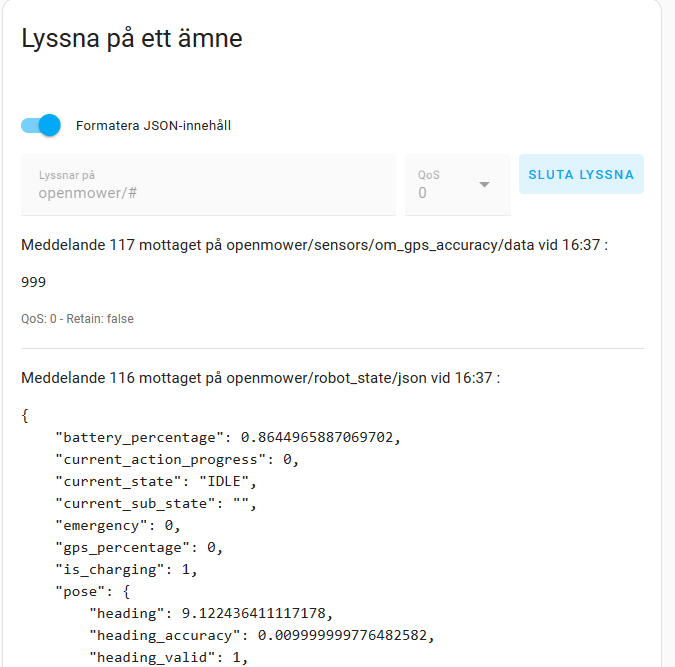 Lyssna på ett ämne
Formatera JSON-innehåll
Lyssnar på
openmower/#
QoS
0
SLUTA LYSSNA
Meddelande 117 mottaget på openmower/sensors/om_gps_accuracy/data vid 16:37 :
999
QoS: 0 - Retain: false
Meddelande 116 mottaget på openmower/robot_state/json vid 16:37 :
{
    "battery_percentage": 0.8644965887069702,
    "current_action_progress": 0,
    "current_state": "IDLE",
    "current_sub_state": "",
    "emergency": 0,
    "gps_percentage": 0,
    "is_charging": 1,
    "pose": {
        "heading": 9.122436411117178,
        "heading_accuracy": 0.009999999776482582,
        "heading_valid": 1,